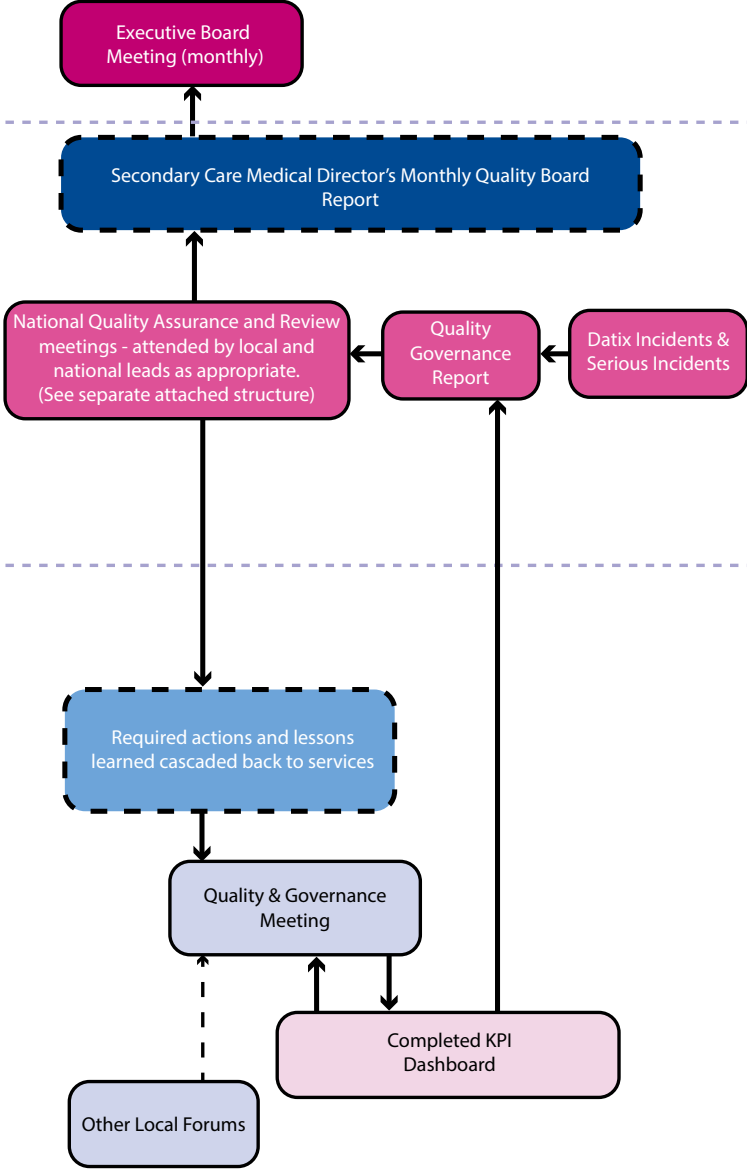 Executive Board
Meeting (monthly)
Secondary Care Medical Director’s Monthly Quality Board
Report
National Quality Assurance and Review
meetings - attended by local and
national leads as appropriate.
(See separate attached structure)
Quality
Governance
Report
Datix Incidents &
Serious Incidents
Required actions and lessons
learned cascaded back to services
Quality & Governance
Meeting
Completed KPI
Dashboard
Other Local Forums